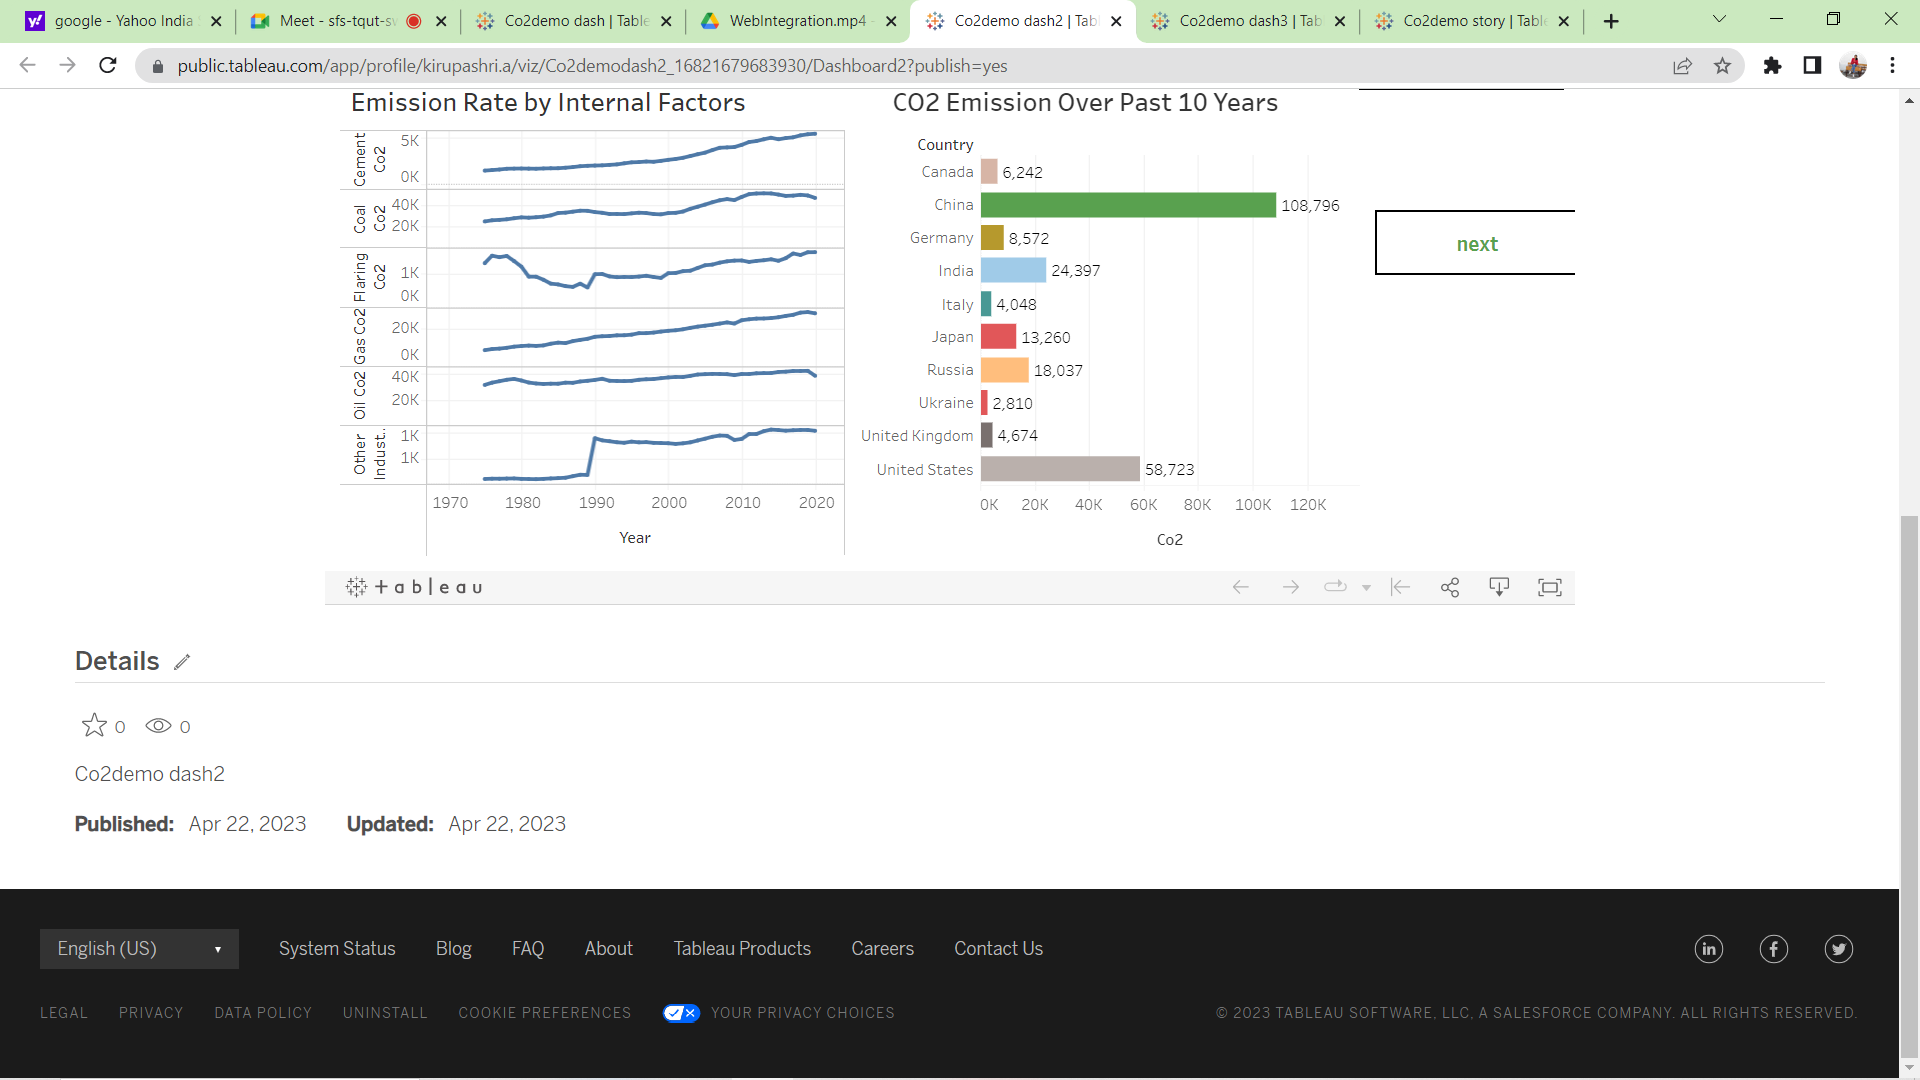 google - Yahoo India
Meet - sfs-tqut-sv
Co2demo dash | Table
WebIntegration.mp4 -
Co2demo dash2 | Tabl
Co2demo dash3 | Tab
Co2demo story | Table
public.tableau.com/app/profile/kirupashri.a/viz/Co2demodash2_16821679683930/Dashboard2?publish=yes
Emission Rate by Internal Factors
Cement Co2
5K
0K
Coal Co2
40K
20K
Flaring Co2
1K
0K
Gas Co2
20K
0K
Oil Co2
40K
20K
Other Indust..
1K
1K
1970 1980 1990 2000 2010 2020
Year
CO2 Emission Over Past 10 Years
Country
Canada 6,242
China 108,796
Germany 8,572
India 24,397
Italy 4,048
Japan 13,260
Russia 18,037
Ukraine 2,810
United Kingdom 4,674
United States 58,723
0K 20K 40K 60K 80K 100K 120K
Co2
next
+ableau
Details
0 0
Co2demo dash2
Published: Apr 22, 2023 Updated: Apr 22, 2023
English (US) System Status Blog FAQ About Tableau Products Careers Contact Us
LEGAL PRIVACY DATA POLICY UNINSTALL COOKIE PREFERENCES YOUR PRIVACY CHOICES © 2023 TABLEAU SOFTWARE, LLC, A SALESFORCE COMPANY. ALL RIGHTS RESERVED.